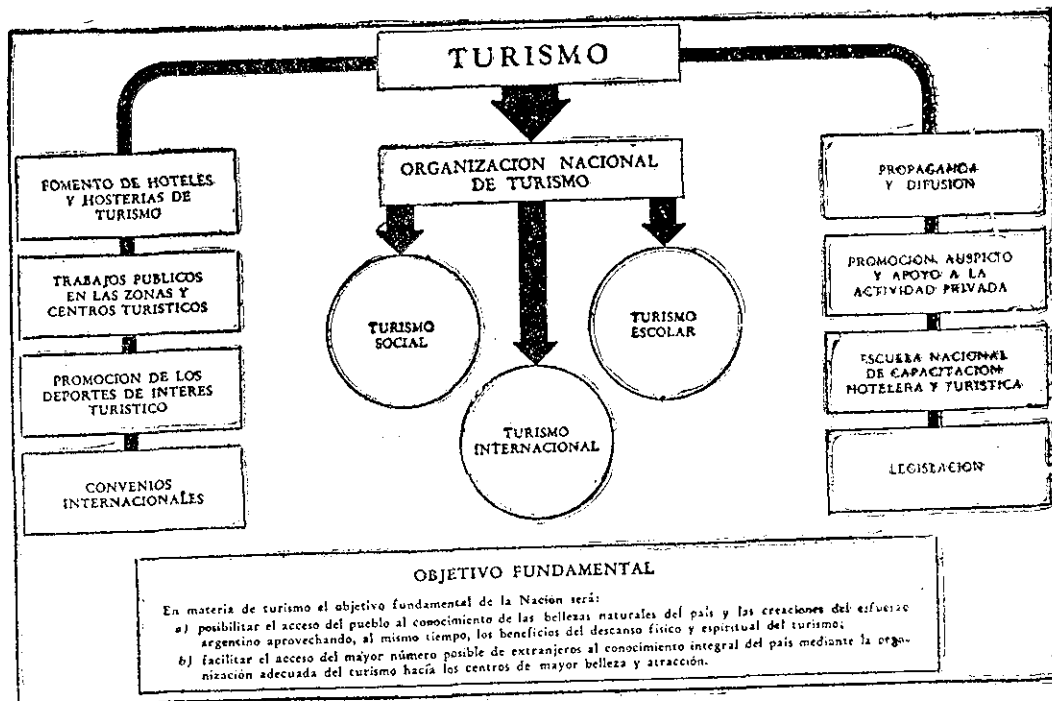 TURISMO
ORGANIZACION NACIONAL
DE TURISMO
FOMENTO DE HOTELES
Y HOSTERIAS DE
TURISMO
TRABAJOS PUBLICOS
EN LAS ZONAS Y
CENTROS TURISTICOS
PROMOCION DE LOS
DEPORTES DE INTERES
TURISTICO
CONVENIOS
INTERNACIONALES
TURISMO
SOCIAL
TURISMO
INTERNACIONAL
TURISMO
ESCOLAR
PROPAGANDA
Y DIFUSION
PROMOCION, AUSPICIO
Y APOYO A LA
ACTIVIDAD PRIVADA
ESCUELA NACIONAL
DE CAPACITACION
HOTELERA Y TURISTICA
LEGISLACION
OBJETIVO FUNDAMENTAL
En materia de turismo el objetivo fundamental de la Nación será:
a) posibilitar el acceso del pueblo al conocimiento de las bellezas naturales del país y las creaciones del esfuerzo
argentino aprovechando, al mismo tiempo, los beneficios del descanso físico y espiritual del turismo;
b) facilitar el acceso del mayor número posible de extranjeros al conocimiento integral del país mediante la orga-
nización adecuada del turismo hacía los centros de mayor belleza y atracción.